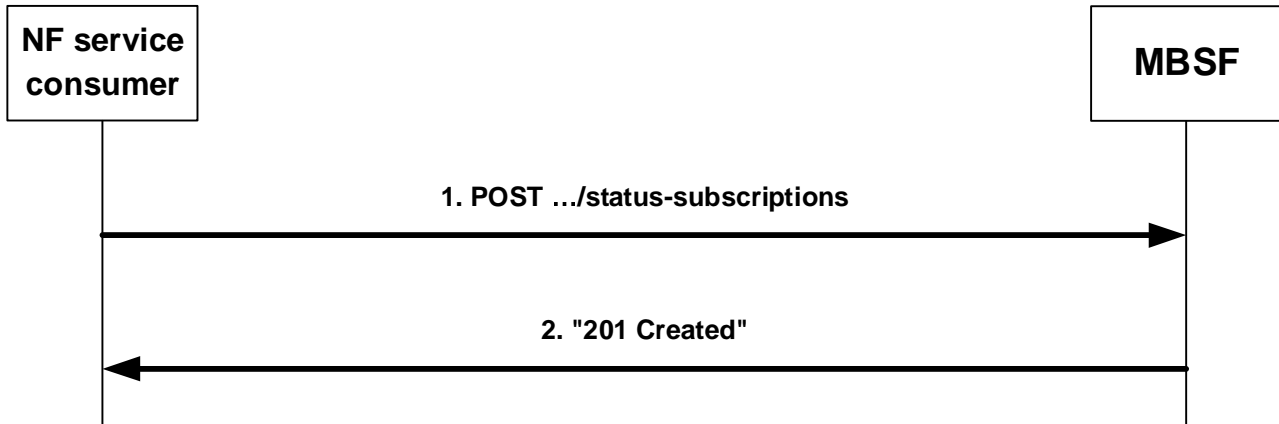 NF service
consumer
MBSF
1. POST …/status-subscriptions
2. "201 Created"